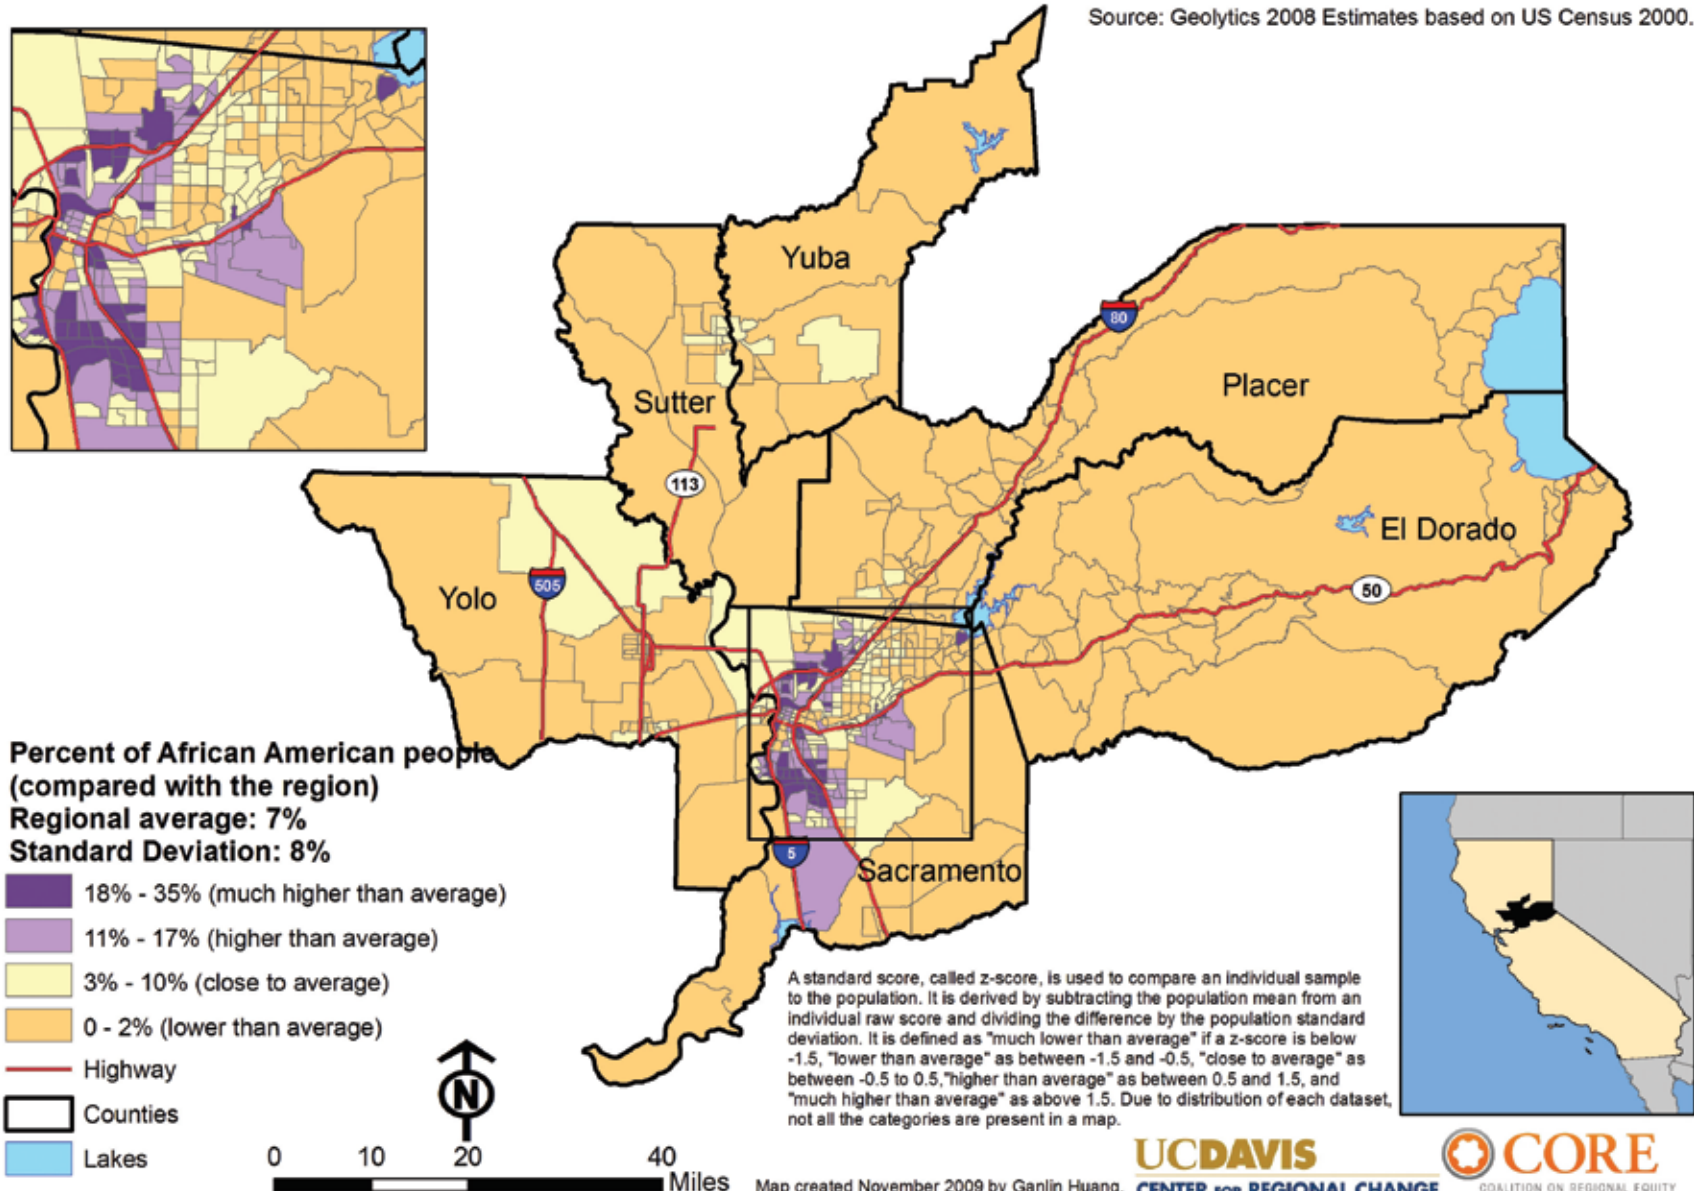 Source: Geolytics 2008 Estimates based on US Census 2000.
Yuba
80
Placer
Sutter
113
El Dorado
Yolo
505
50
5
Sacramento
Percent of African American people
(compared with the region)
Regional average: 7%
Standard Deviation: 8%
18% - 35% (much higher than average)
11% - 17% (higher than average)
3% - 10% (close to average)
0 - 2% (lower than average)
Highway
Counties
Lakes
N
0 10 20 40
Miles
A standard score, called z-score, is used to compare an individual sample
to the population. It is derived by subtracting the population mean from an
individual raw score and dividing the difference by the population standard
deviation. It is defined as "much lower than average" if a z-score is below
-1.5, "lower than average" as between -1.5 and -0.5, "close to average" as
between -0.5 to 0.5,"higher than average" as between 0.5 and 1.5, and
"much higher than average" as above 1.5. Due to distribution of each dataset,
not all the categories are present in a map.
Map created November 2009 by Ganlin Huang.
UCDAVIS
CENTER FOR REGIONAL CHANGE
CORE
COALITION ON REGIONAL EQUITY